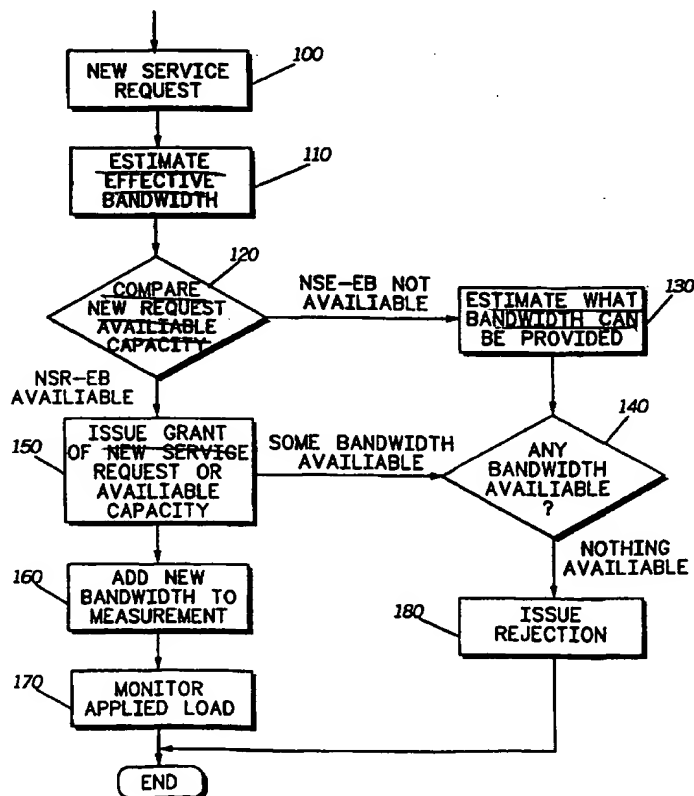 100
NEW SERVICE
REQUEST
110
ESTIMATE
EFFECTIVE
BANDWIDTH
120
COMPARE
NEW REQUEST
AVAILIABLE
CAPACITY
NSE-EB NOT
AVAILIABLE
130
ESTIMATE WHAT
BANDWIDTH CAN
BE PROVIDED
NSR-EB
AVAILIABLE
140
ANY
BANDWIDTH
AVAILIABLE
?
150
ISSUE GRANT
OF NEW SERVICE
REQUEST OR
AVAILIABLE
CAPACITY
SOME BANDWIDTH
AVAILIABLE
NOTHING
AVAILIABLE
160
ADD NEW
BANDWIDTH TO
MEASUREMENT
180
ISSUE
REJECTION
170
MONITOR
APPLIED LOAD
END